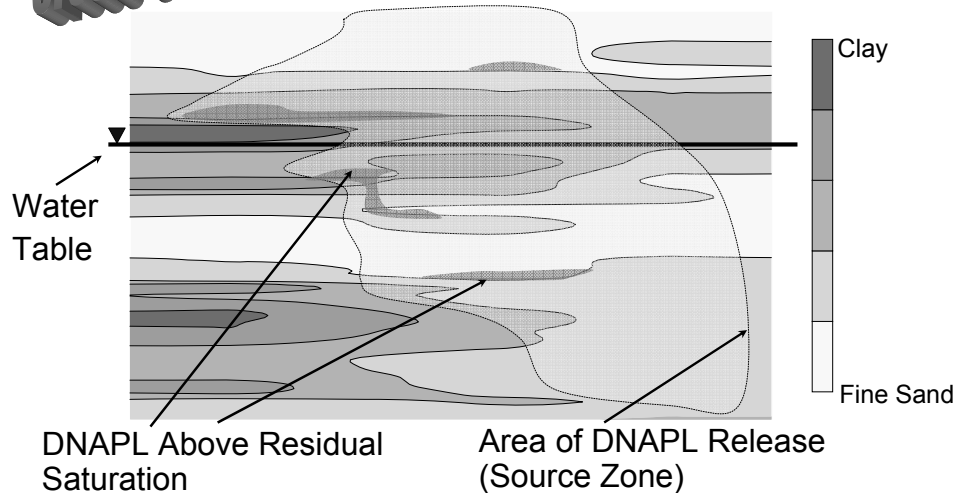 Clay
Water
Table
Fine Sand
DNAPL Above Residual
Saturation
Area of DNAPL Release
(Source Zone)